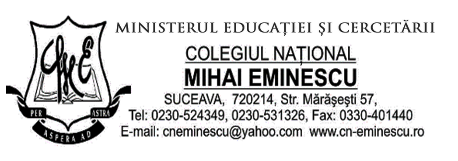 MINISTERUL EDUCAȚIEI ȘI CERCETĂRII
COLEGIUL NAȚIONAL
MIHAI EMINESCU
SUCEAVA, 720214, Str. Mărășești 57,
Tel: 0230-524349, 0230-531326, Fax: 0330-401440
E-mail: cneminescu@yahoo.com www.cn-eminescu.ro
CNME
PER ASTRA
ASPERA AD